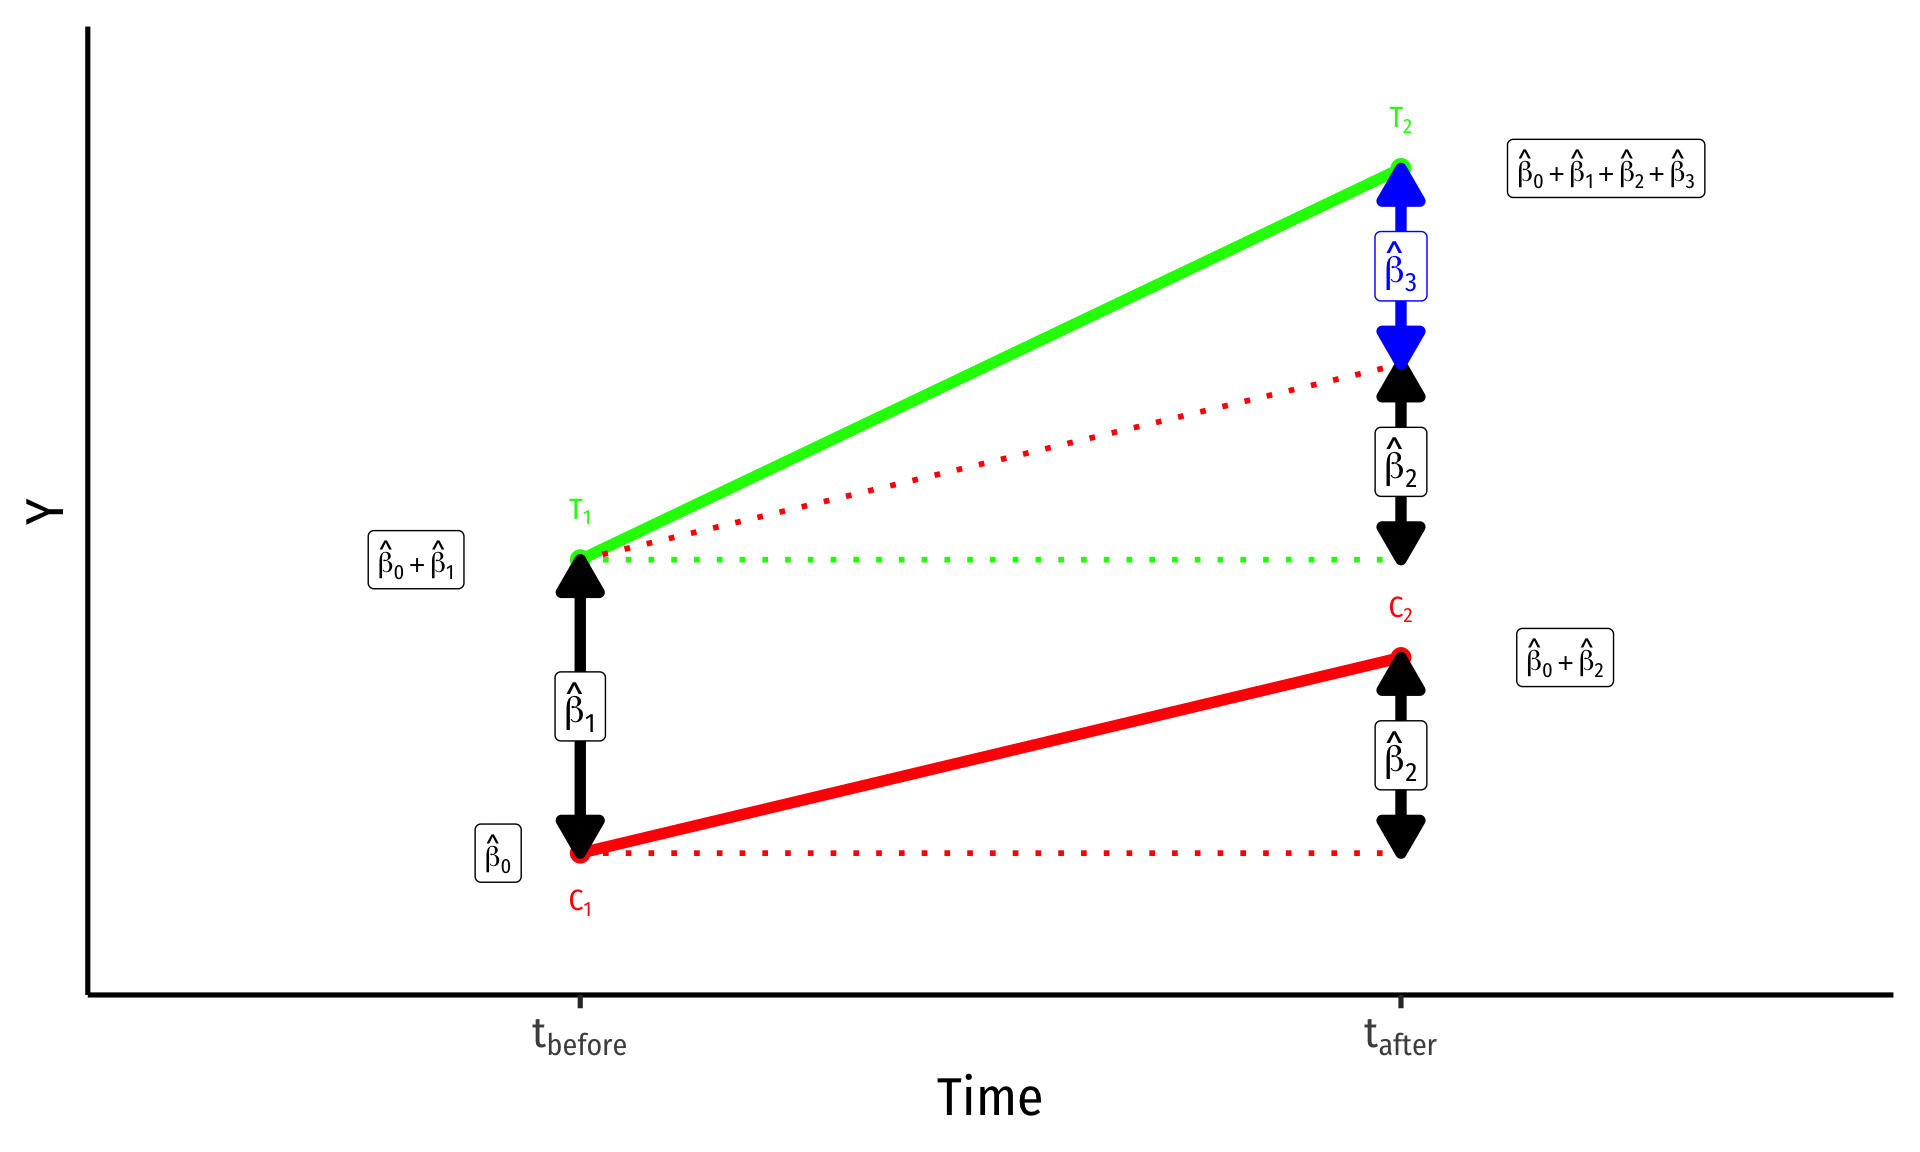 T₂
β̂₀ + β̂₁ + β̂₂ + β̂₃
β̂₃
β̂₂
Y
T₁
β̂₀ + β̂₁
C₂
β̂₀ + β̂₂
β̂₁
β̂₂
β̂₀
C₁
t_before
t_after
Time